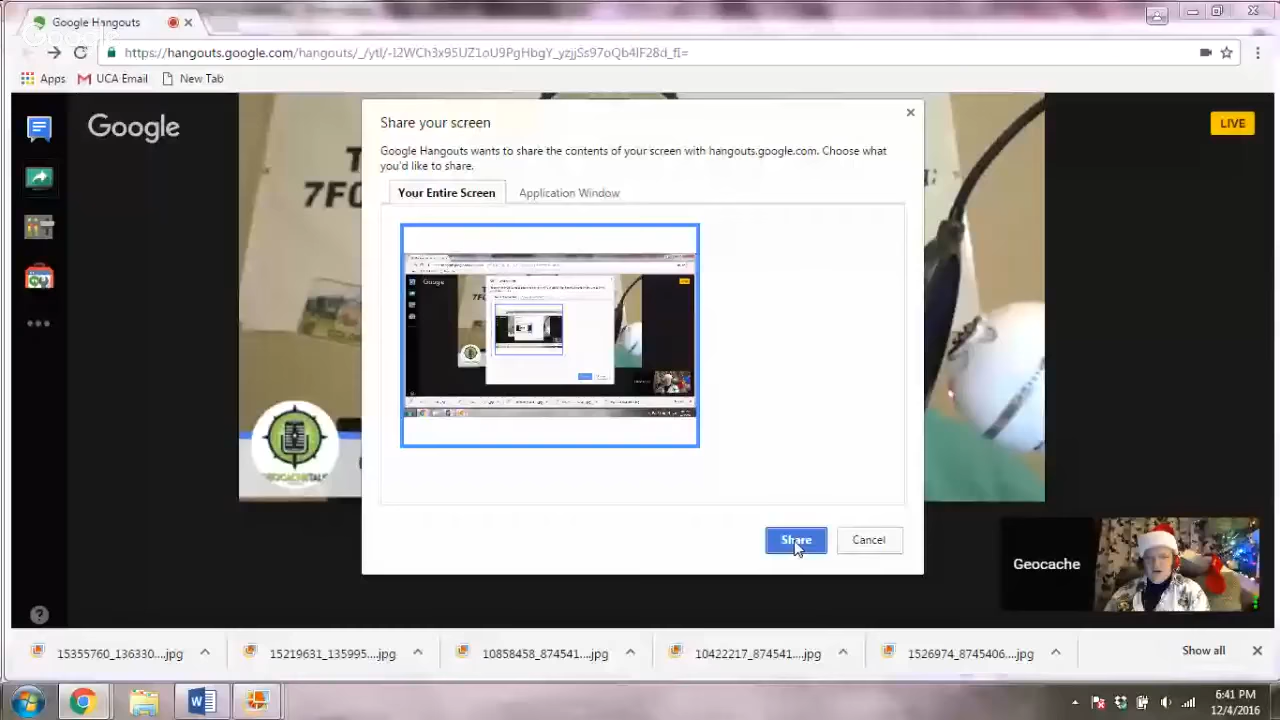 Google Hangouts
https://hangouts.google.com/hangouts/_/ytl/-I2WCh3x95UZ1oU9PgHbgY_yzjjSs97oQb4IF28d_fI=
Apps UCA Email New Tab
Google
LIVE
Share your screen
Google Hangouts wants to share the contents of your screen with hangouts.google.com. Choose what
you'd like to share.
Your Entire Screen Application Window
Share Cancel
Geocache
15355760_136330....jpg 15219631_135995....jpg 10858458_874541....jpg 10422217_874541....jpg 1526974_8745406....jpg Show all
6:41 PM
12/4/2016